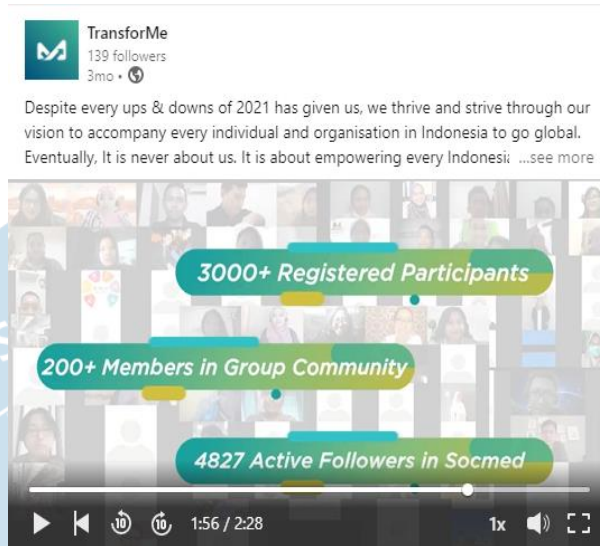 TransforMe
139 followers
3mo •
Despite every ups & downs of 2021 has given us, we thrive and strive through our
vision to accompany every individual and organisation in Indonesia to go global.
Eventually, It is never about us. It is about empowering every Indonesi ...see more
3000+ Registered Participants
200+ Members in Group Community
4827 Active Followers in Socmed
10 10 1:56 / 2:28 1x